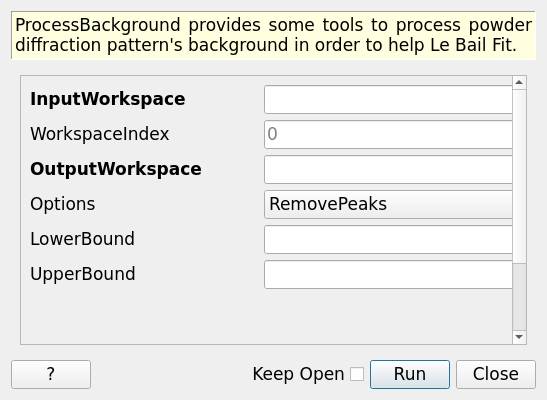 ProcessBackground provides some tools to process powder
diffraction pattern's background in order to help Le Bail Fit.
InputWorkspace
WorkspaceIndex 0
OutputWorkspace
Options RemovePeaks
LowerBound
UpperBound
? Keep Open Run Close